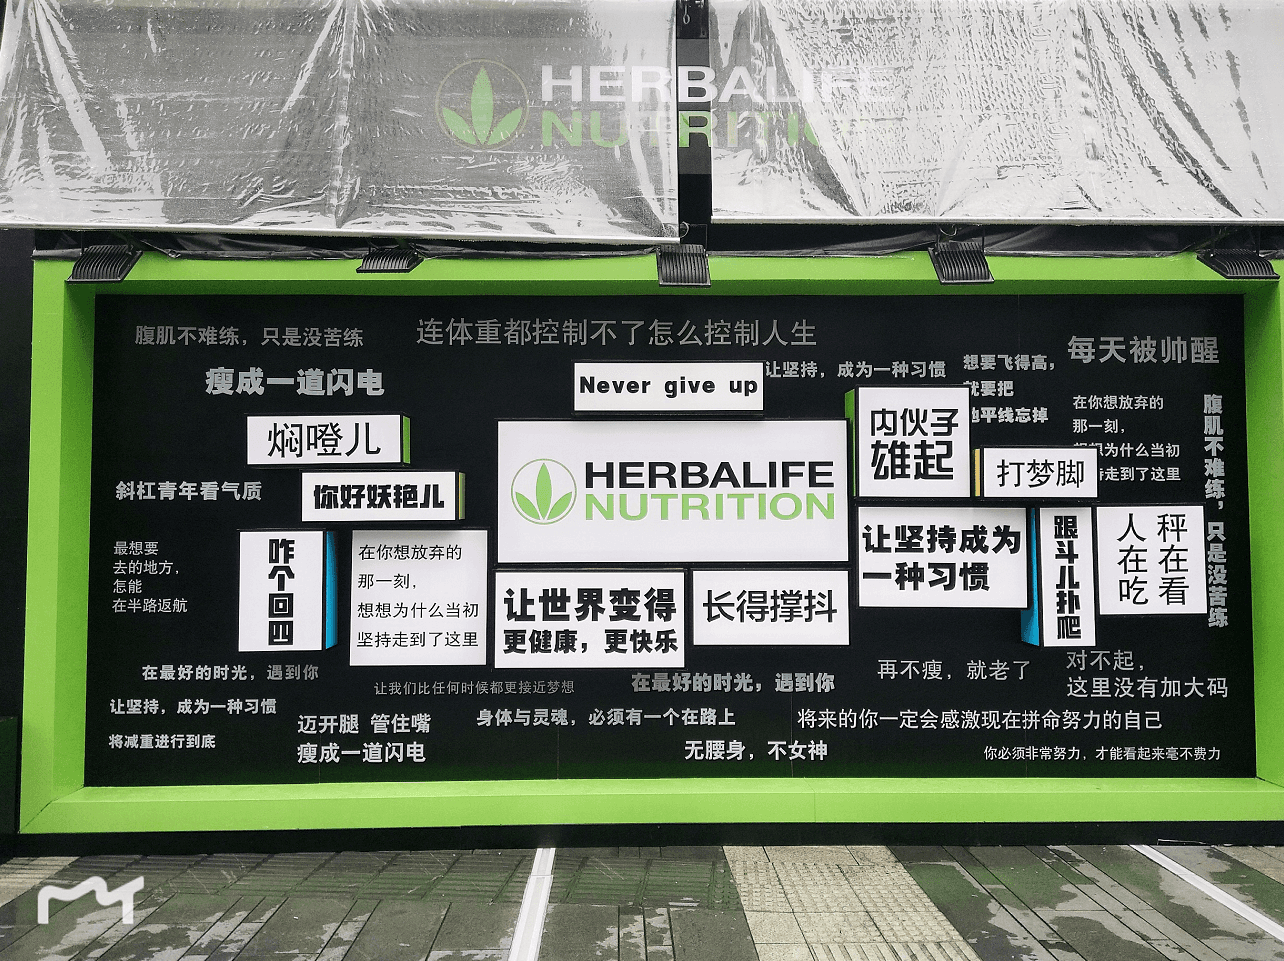 HERBALIFE
NUTRITION
腹肌不难练，只是没苦练
连体重都控制不了怎么控制人生
每天被帅醒
瘦成一道闪电
Never give up
让坚持，成为一种习惯
想要飞得高，
就要把
地平线忘掉
在你想放弃的
那一刻，
想想为什么当初
坚持走到了这里
腹肌不难练，只是没苦练
焖噔儿
内伙子
雄起
打梦脚
斜杠青年看气质
你好妖艳儿
HERBALIFE
NUTRITION
让坚持成为
一种习惯
跟斗儿扑爬
人在吃
秤在看
最想要
去的地方，
怎能
在半路返航
咋个回四
在你想放弃的
那一刻，
想想为什么当初
坚持走到了这里
让世界变得
更健康，更快乐
长得撑抖
在最好的时光，遇到你
让我们比任何时候都更接近梦想
在最好的时光，遇到你
再不瘦，就老了
对不起，
这里没有加大码
让坚持，成为一种习惯
迈开腿 管住嘴
瘦成一道闪电
身体与灵魂，必须有一个在路上
将来的你一定会感激现在拼命努力的自己
将减重进行到底
无腰身，不女神
你必须非常努力，才能看起来毫不费力